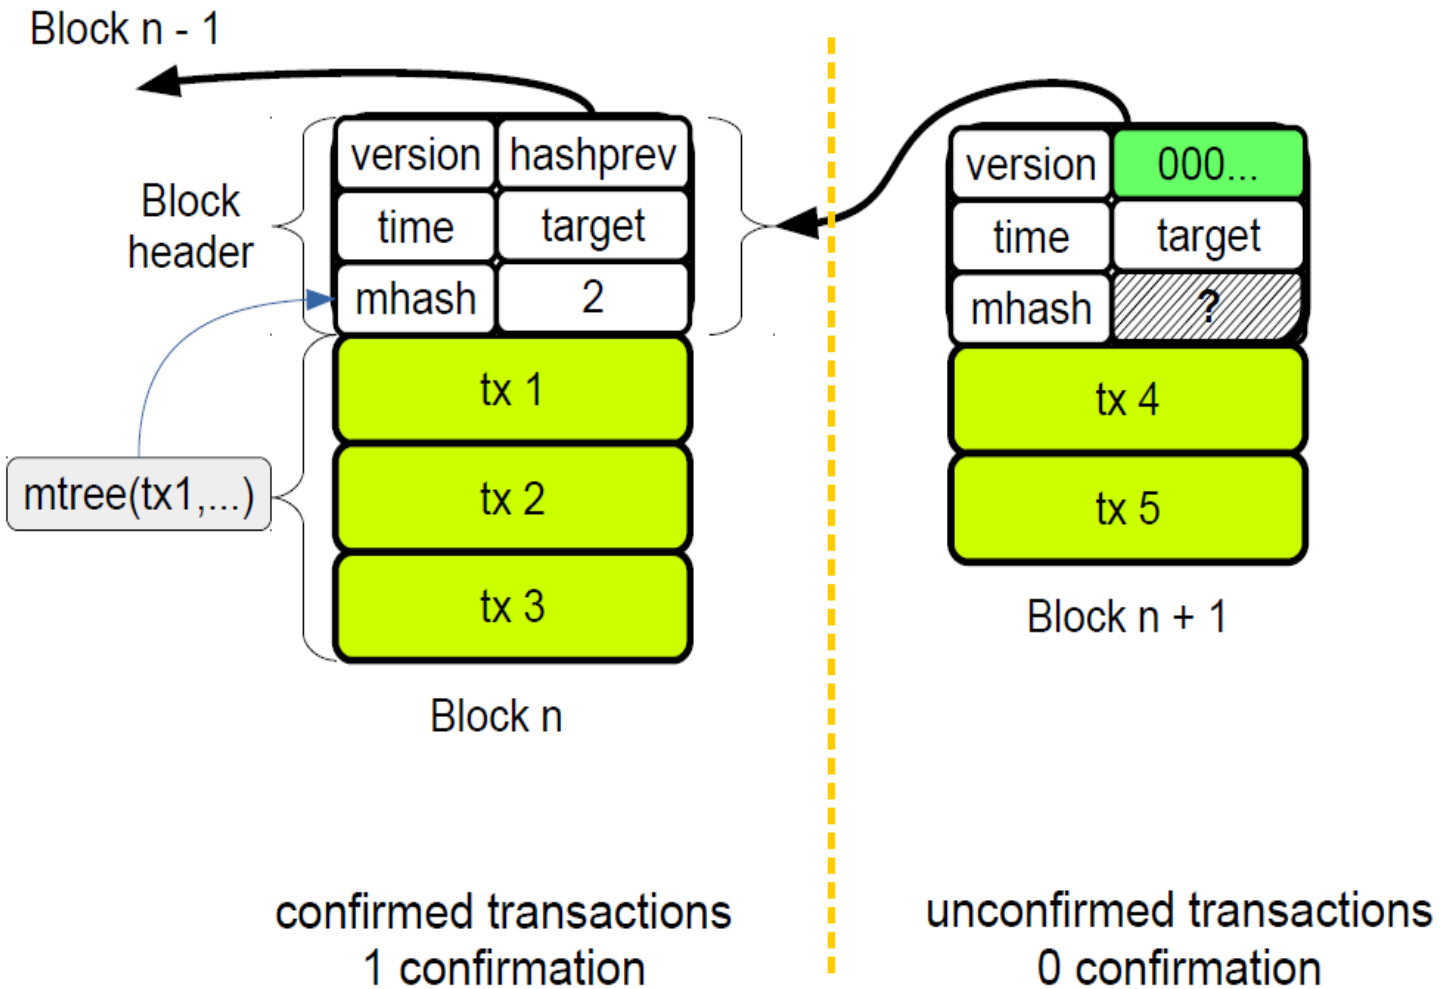 Block n - 1
Block
header
version
hashprev
time
target
mhash
2
tx 1
tx 2
tx 3
mtree(tx1,...)
Block n
version
000...
time
target
mhash
?
tx 4
tx 5
Block n + 1
confirmed transactions
1 confirmation
unconfirmed transactions
0 confirmation